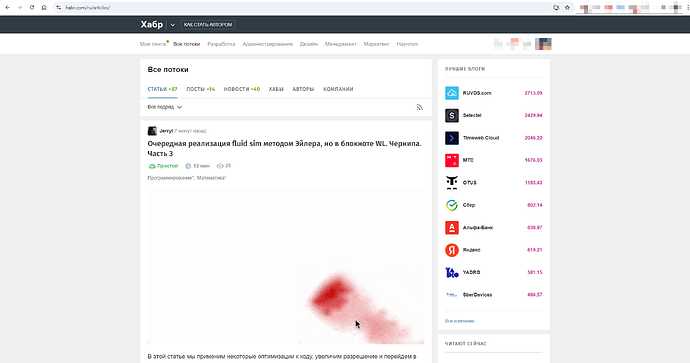 habr.com/ru/articles/
Хабр
КАК СТАТЬ АВТОРОМ
Моя лента
Все потоки
Разработка
Администрирование
Дизайн
Менеджмент
Маркетинг
Научпоп
Все потоки
СТАТЬИ +87
ПОСТЫ +14
НОВОСТИ +40
ХАБЫ
АВТОРЫ
КОМПАНИИ
Все подряд
JerryI 7 минут назад
Очередная реализация fluid sim методом Эйлера, но в блокноте WL. Чернила.
Часть 3
Простой
12 мин
25
Программирование*, Математика*
В этой статье мы применим некоторые оптимизации к коду, увеличим разрешение и перейдем в
ЛУЧШИЕ БЛОГИ
RUVDS.com 2713.09
Selectel 2429.84
Timeweb Cloud 2046.22
МТС 1676.03
OTUS 1183.43
Сбер 802.14
Альфа-Банк 638.97
Яндекс 619.21
YADRO 581.15
SberDevices 486.57
Все компании
ЧИТАЮТ СЕЙЧАС